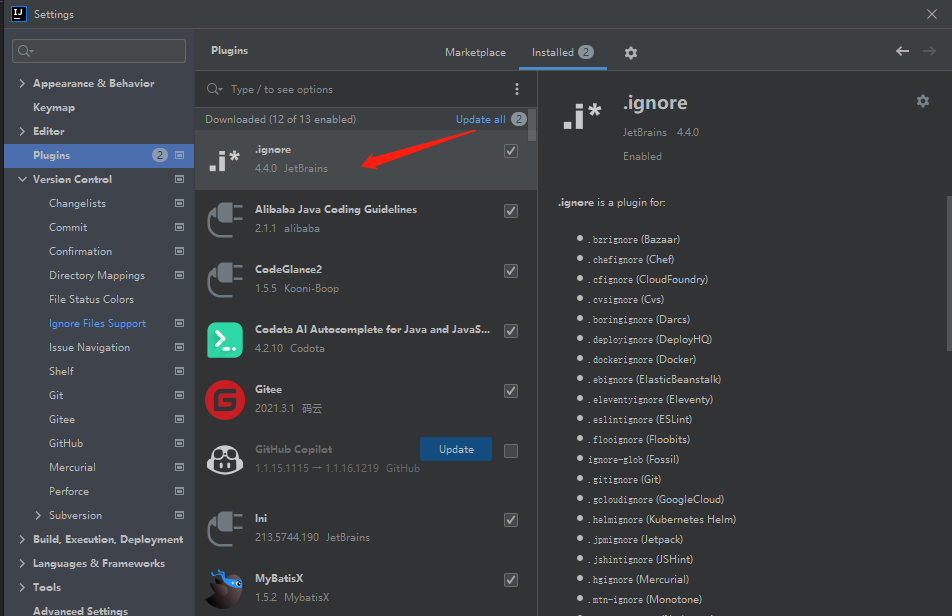 IJ
Settings
Appearance & Behavior
Keymap
Editor
Plugins 2
Version Control
Changelists
Commit
Confirmation
Directory Mappings
File Status Colors
Ignore Files Support
Issue Navigation
Shelf
Git
Gitee
GitHub
Mercurial
Perforce
Subversion
Build, Execution, Deployment
Languages & Frameworks
Tools
Advanced Settings
Plugins
Marketplace
Installed 2
Type / to see options
Downloaded (12 of 13 enabled)
Update all 2
.i*
.ignore
4.4.0 JetBrains
Alibaba Java Coding Guidelines
2.1.1 alibaba
CodeGlance2
1.5.5 Kooni-Boop
Codota AI Autocomplete for Java and JavaS...
4.2.10 Codota
Gitee
2021.3.1 码云
GitHub Copilot
1.1.15.1115 → 1.1.16.1219 GitHub
Update
Ini
213.5744.190 JetBrains
MyBatisX
1.5.2 MybatisX
.i*
.ignore
JetBrains 4.4.0
Enabled
.ignore is a plugin for:
.bzrignore (Bazaar)
.chefignore (Chef)
.cfignore (CloudFoundry)
.cvsignore (Cvs)
.boringignore (Darcs)
.deployignore (DeployHQ)
.dockerignore (Docker)
.ebignore (ElasticBeanstalk)
.eleventyignore (Eleventy)
.eslintignore (ESLint)
.flooignore (Floobits)
ignore-glob (Fossil)
.gitignore (Git)
.gcloudignore (GoogleCloud)
.helmignore (Kubernetes Helm)
.jpmignore (Jetpack)
.jshintignore (JSHint)
.hgignore (Mercurial)
.mtn-ignore (Monotone)